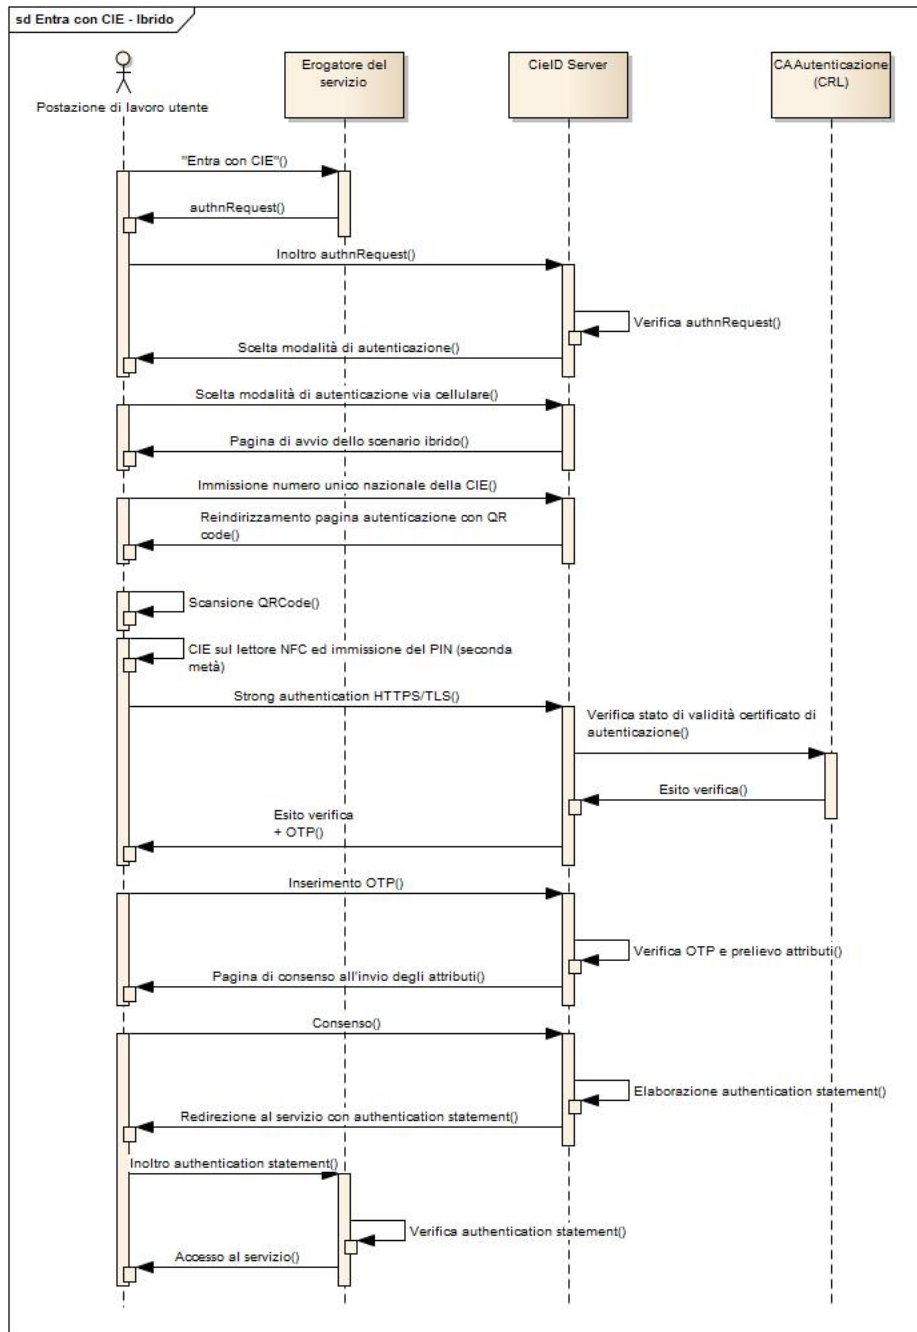 sd Entra con CIE - Ibrido
Postazione di lavoro utente
Erogatore del
servizio
CieID Server
CAAutenticazione
(CRL)
"Entra con CIE"()
authnRequest()
Inoltro authnRequest()
Verifica authnRequest()
Scelta modalità di autenticazione()
Scelta modalità di autenticazione via cellulare()
Pagina di avvio dello scenario ibrido()
Immissione numero unico nazionale della CIE()
Reindirizzamento pagina autenticazione con QR
code()
Scansione QRCode()
CIE sul lettore NFC ed immissione del PIN (seconda
metà)
Strong authentication HTTPS/TLS()
Verifica stato di validità certificato di
autenticazione()
Esito verifica()
Esito verifica
+ OTP()
Inserimento OTP()
Verifica OTP e prelievo attributi()
Pagina di consenso all'invio degli attributi()
Consenso()
Elaborazione authentication statement()
Redirezione al servizio con authentication statement()
Inoltro authentication statement()
Verifica authentication statement()
Accesso al servizio()